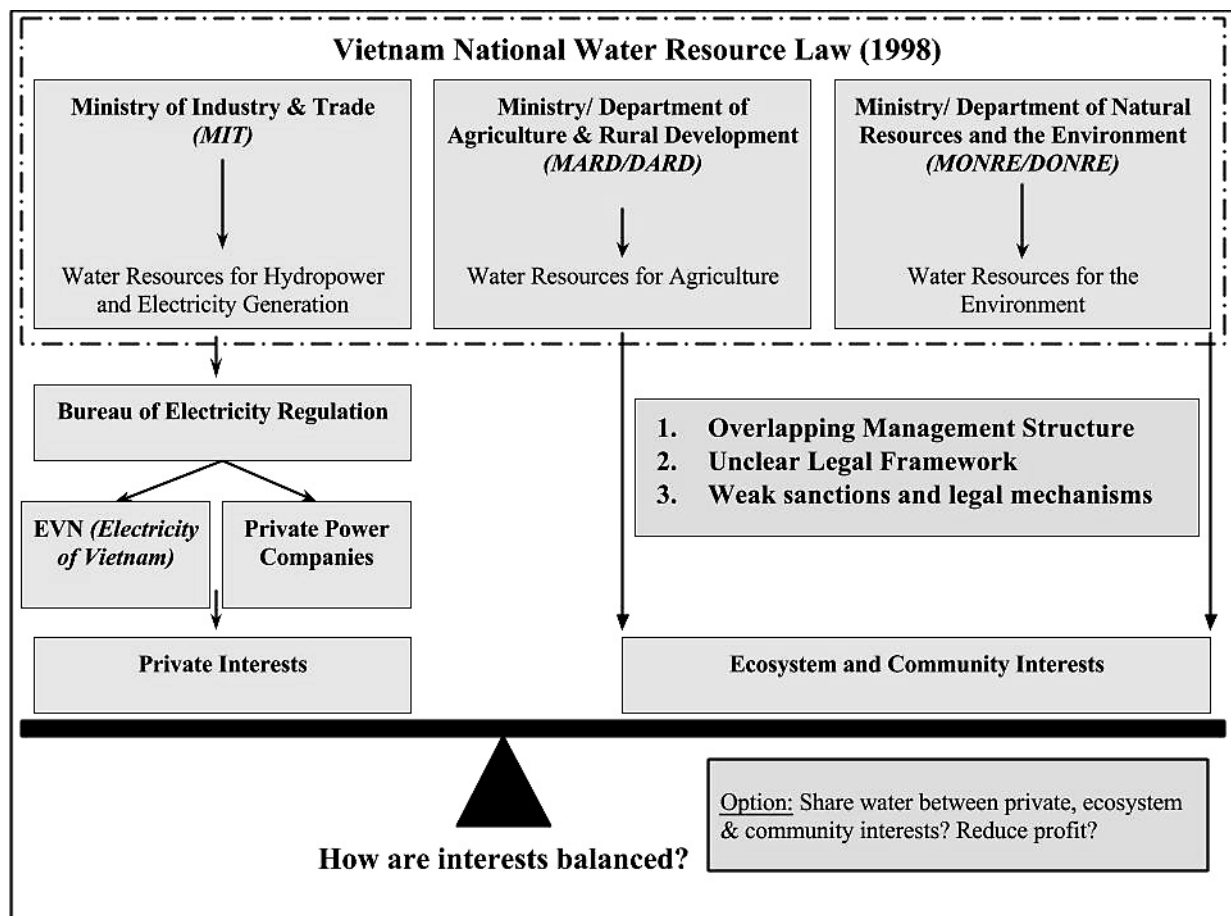 Vietnam National Water Resource Law (1998)
Ministry of Industry & Trade
(MIT)
Water Resources for Hydropower
and Electricity Generation
Ministry/ Department of
Agriculture & Rural Development
(MARD/DARD)
Water Resources for Agriculture
Ministry/ Department of Natural
Resources and the Environment
(MONRE/DONRE)
Water Resources for the
Environment
Bureau of Electricity Regulation
EVN (Electricity
of Vietnam)
Private Power
Companies
Private Interests
1. Overlapping Management Structure
2. Unclear Legal Framework
3. Weak sanctions and legal mechanisms
Ecosystem and Community Interests
How are interests balanced?
Option: Share water between private, ecosystem
& community interests? Reduce profit?